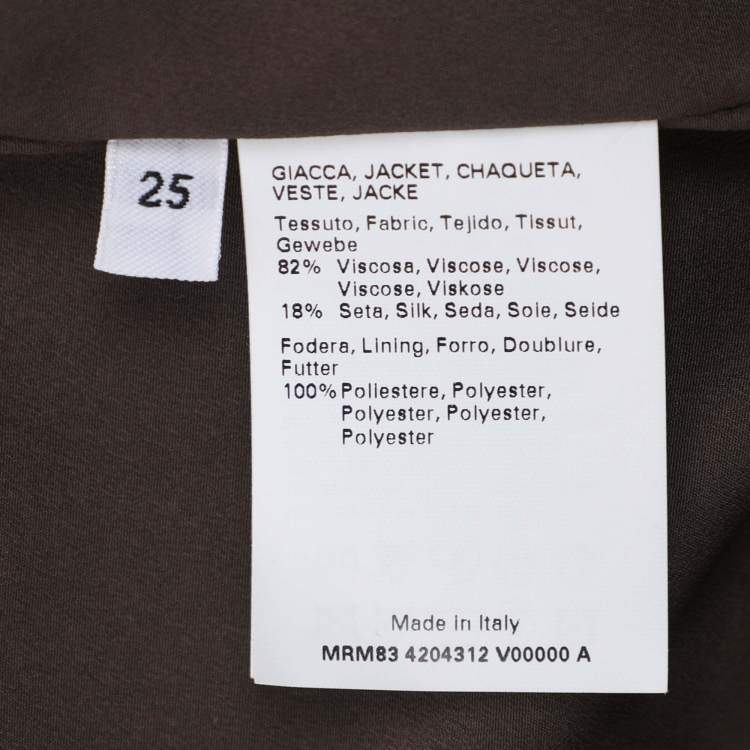 25
GIACCA, JACKET, CHAQUETA,
VESTE, JACKE
Tessuto, Fabric, Tejido, Tissut,
Gewebe
82% Viscosa, Viscose, Viscose,
Viscose, Viskose
18% Seta, Silk, Seda, Soie, Seide
Fodera, Lining, Forro, Doublure,
Futter
100% Poliestere, Polyester,
Polyester, Polyester,
Polyester
Made in Italy
MRM83 4204312 V00000 A